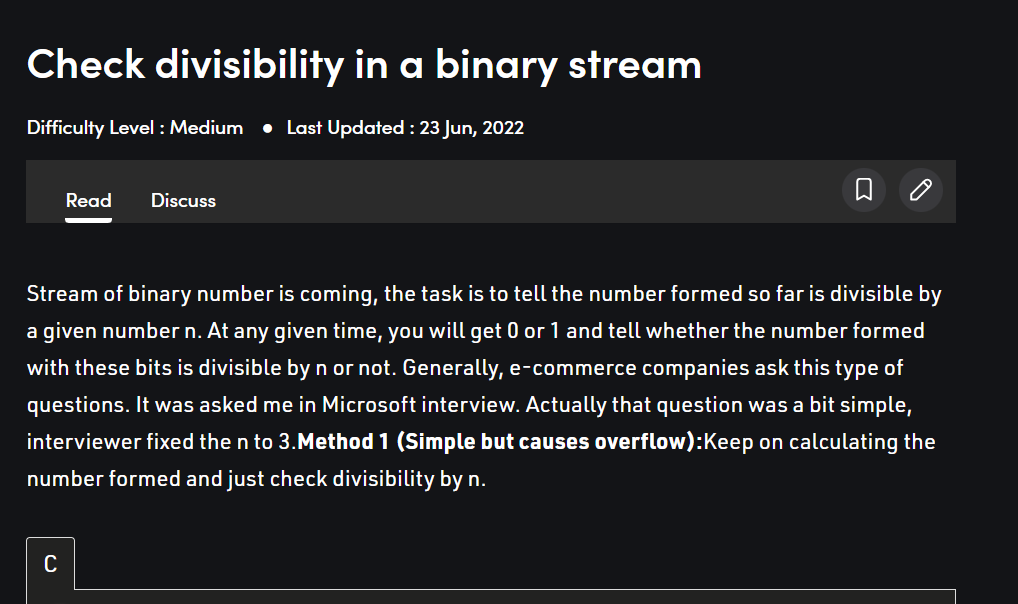 Check divisibility in a binary stream
Difficulty Level : Medium ● Last Updated : 23 Jun, 2022
Read Discuss
Stream of binary number is coming, the task is to tell the number formed so far is divisible by
a given number n. At any given time, you will get 0 or 1 and tell whether the number formed
with these bits is divisible by n or not. Generally, e-commerce companies ask this type of
questions. It was asked me in Microsoft interview. Actually that question was a bit simple,
interviewer fixed the n to 3.Method 1 (Simple but causes overflow):Keep on calculating the
number formed and just check divisibility by n.
C